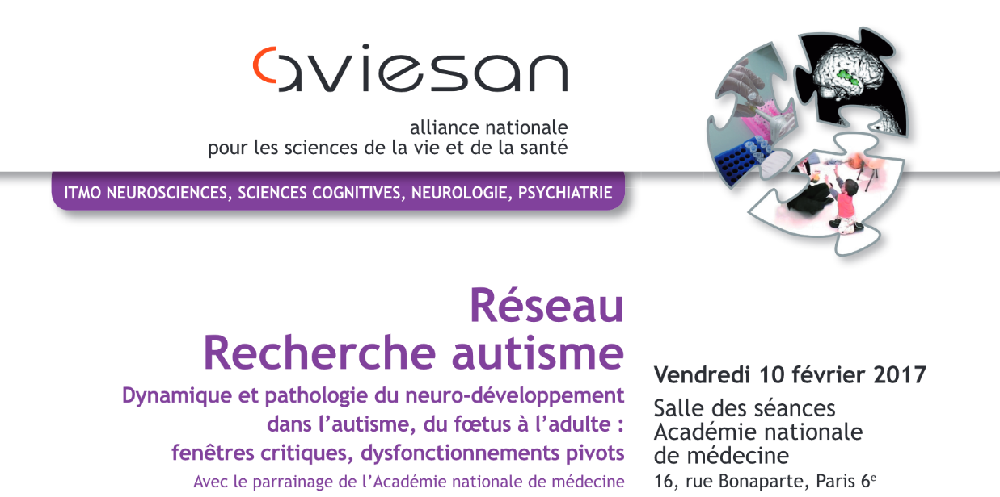 aviesan
alliance nationale
pour les sciences de la vie et de la santé
ITMO NEUROSCIENCES, SCIENCES COGNITIVES, NEUROLOGIE, PSYCHIATRIE
Réseau
Recherche autisme
Dynamique et pathologie du neuro-développement
dans l’autisme, du fœtus à l’adulte :
fenêtres critiques, dysfonctionnements pivots
Avec le parrainage de l’Académie nationale de médecine
Vendredi 10 février 2017
Salle des séances
Académie nationale
de médecine
16, rue Bonaparte, Paris 6e